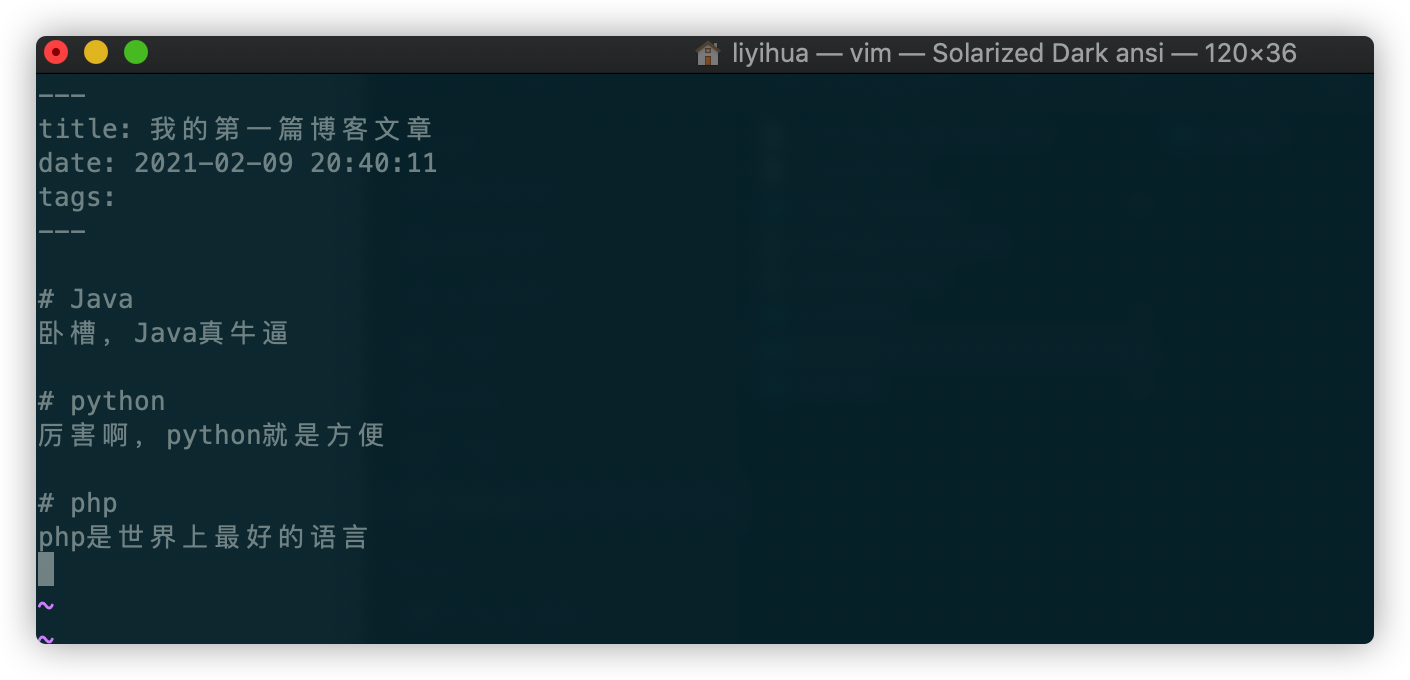 liyihua — vim — Solarized Dark ansi — 120×36
---
title: 我的第一篇博客文章
date: 2021-02-09 20:40:11
tags:
---
# Java
卧槽，Java真牛逼
# python
厉害啊，python就是方便
# php
php是世界上最好的语言
~
~